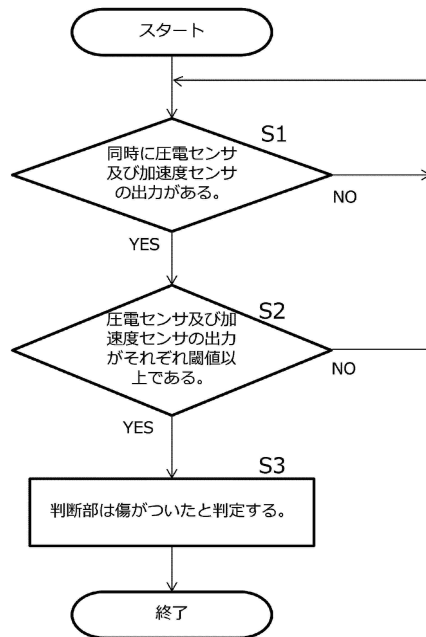 スタート
S1
同時に圧電センサ
及び加速度センサ
の出力がある。
NO
YES
S2
圧電センサ及び加
速度センサの出力
がそれぞれ閾値以
上である。
NO
YES
S3
判断部は傷がついたと判定する。
終了